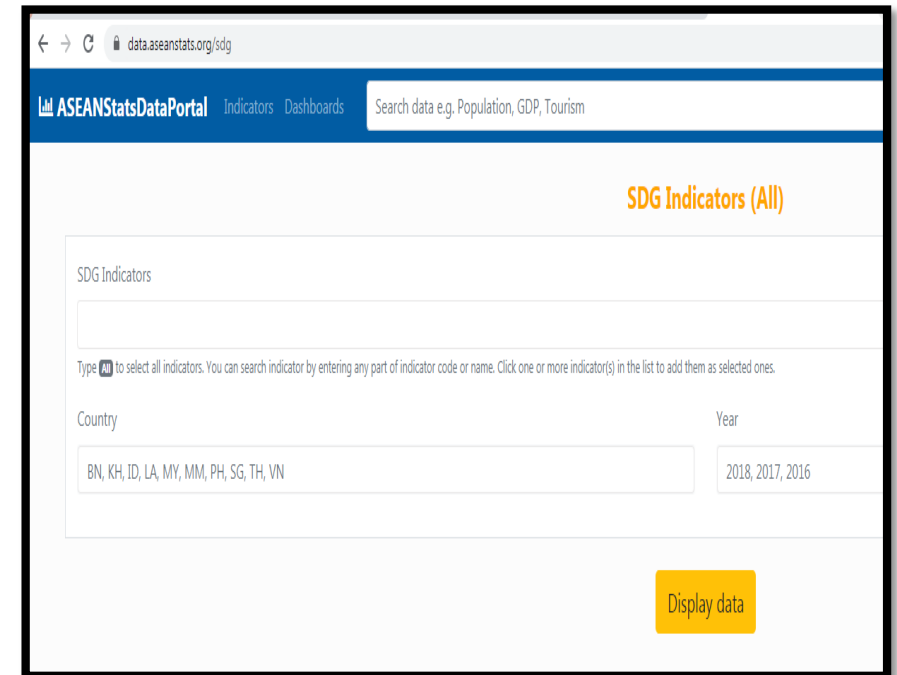 data.aseanstats.org/sdg
ASEANStatsDataPortal Indicators Dashboards Search data e.g. Population, GDP, Tourism
SDG Indicators (All)
SDG Indicators
Type All to select all indicators. You can search indicator by entering any part of indicator code or name. Click one or more indicator(s) in the list to add them as selected ones.
Country Year
BN, KH, ID, LA, MY, MM, PH, SG, TH, VN 2018, 2017, 2016
Display data